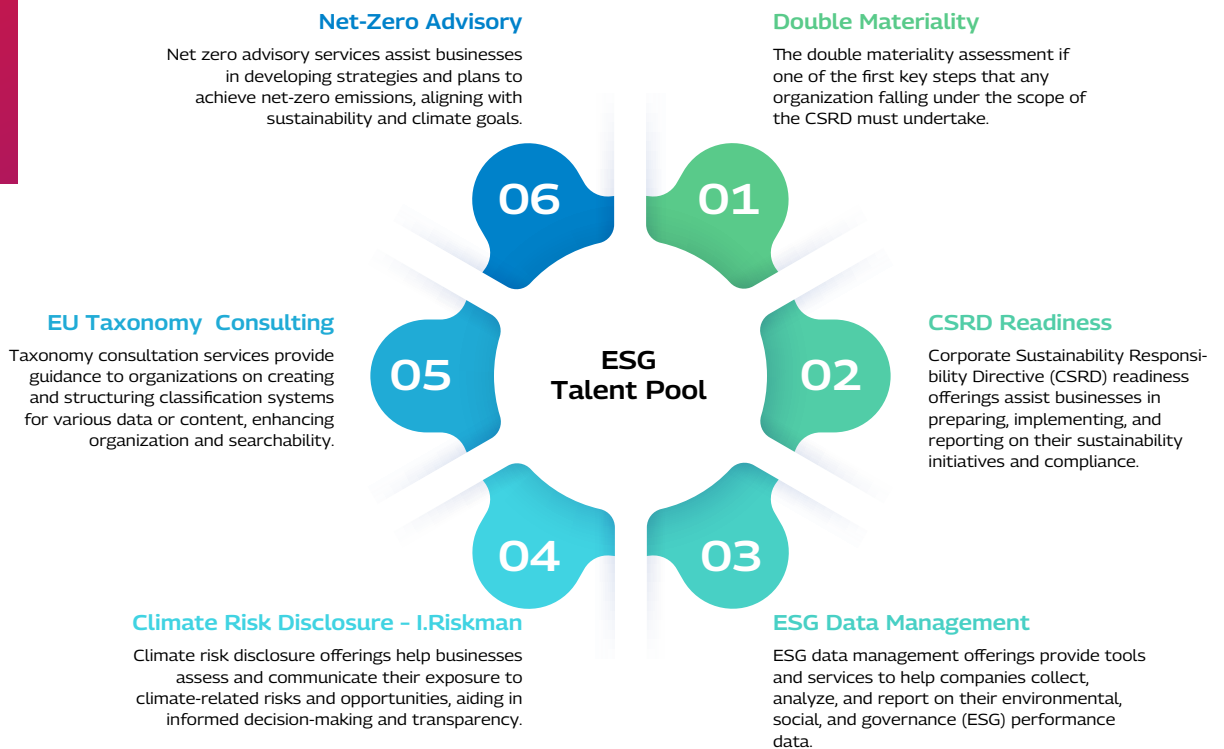 Net-Zero Advisory
Net zero advisory services assist businesses
in developing strategies and plans to
achieve net-zero emissions, aligning with
sustainability and climate goals.
Double Materiality
The double materiality assessment if
one of the first key steps that any
organization falling under the scope of
the CSRD must undertake.
06
01
EU Taxonomy  Consulting
Taxonomy consultation services provide
guidance to organizations on creating
and structuring classification systems
for various data or content, enhancing
organization and searchability.
05
ESG
Talent Pool
02
CSRD Readiness
Corporate Sustainability Responsi-
bility Directive (CSRD) readiness
offerings assist businesses in
preparing, implementing, and
reporting on their sustainability
initiatives and compliance.
04
03
Climate Risk Disclosure – I.Riskman
Climate risk disclosure offerings help businesses
assess and communicate their exposure to
climate-related risks and opportunities, aiding in
informed decision-making and transparency.
ESG Data Management
ESG data management offerings provide tools
and services to help companies collect,
analyze, and report on their environmental,
social, and governance (ESG) performance
data.